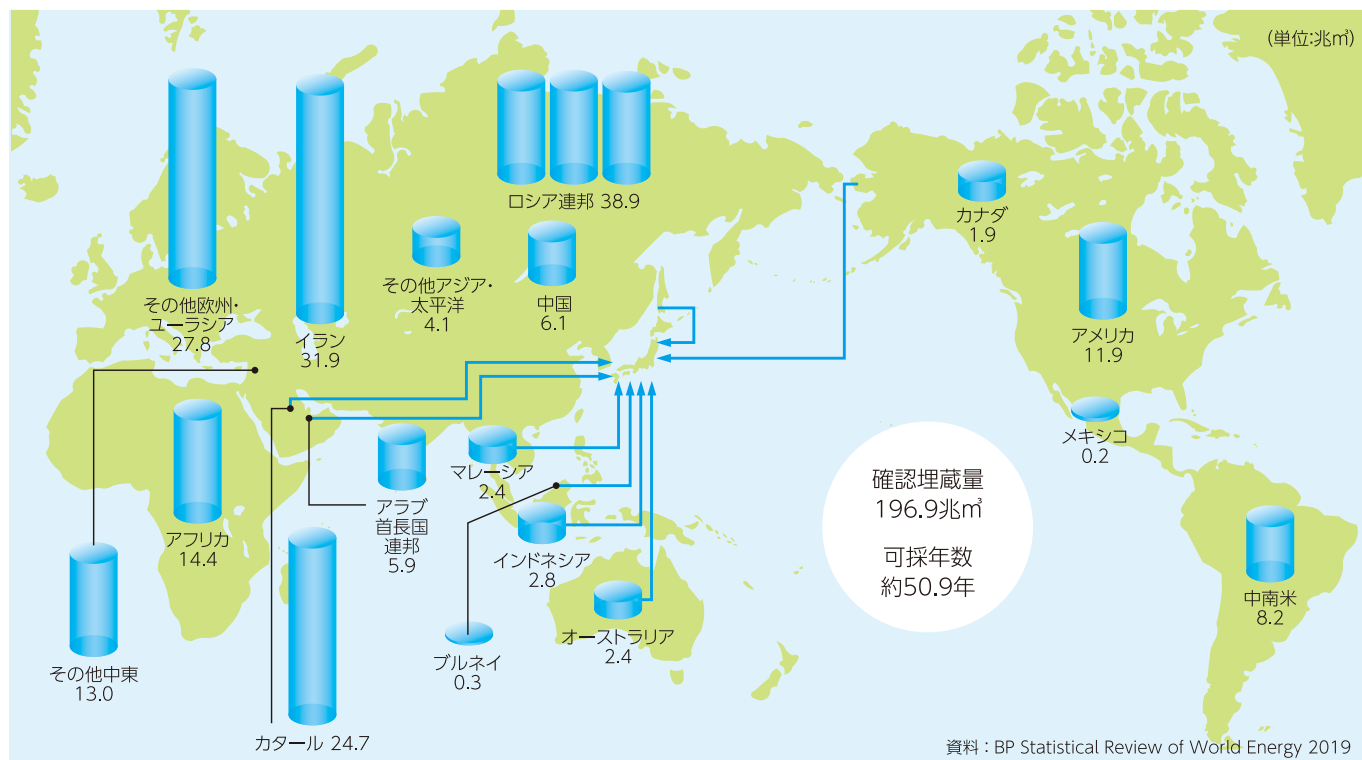 (単位:兆㎥)
ロシア連邦 38.9
カナダ
1.9
その他アジア・
太平洋
4.1
中国
6.1
その他欧州・
ユーラシア
27.8
イラン
31.9
アメリカ
11.9
メキシコ
0.2
マレーシア
2.4
確認埋蔵量
196.9兆㎥
可採年数
約50.9年
アラブ
首長国
連邦
5.9
アフリカ
14.4
インドネシア
2.8
中南米
8.2
オーストラリア
2.4
ブルネイ
0.3
その他中東
13.0
カタール 24.7
資料：BP Statistical Review of World Energy 2019